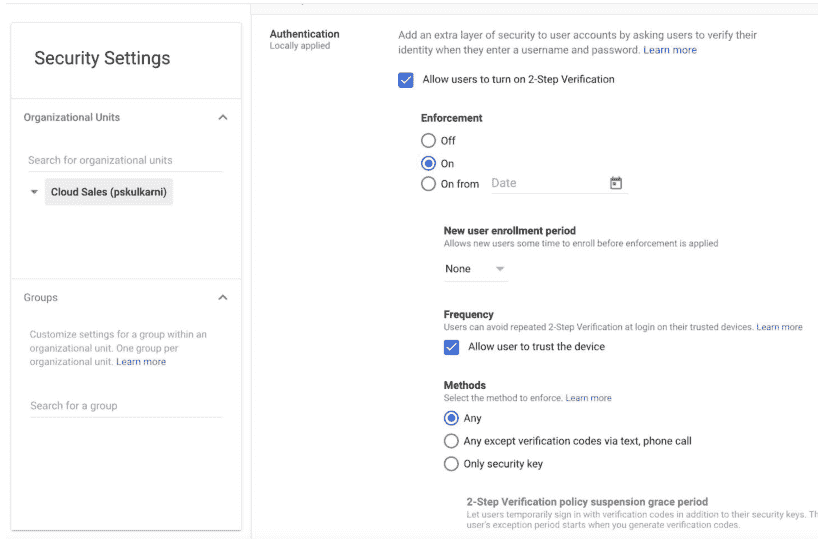 Security Settings
Organizational Units
Search for organizational units
Cloud Sales (pskulkarni)
Groups
Customize settings for a group within an
organizational unit. One group per
organizational unit. Learn more
Search for a group
Authentication
Locally applied
Add an extra layer of security to user accounts by asking users to verify their
identity when they enter a username and password. Learn more
Allow users to turn on 2-Step Verification
Enforcement
Off
On
On from Date
New user enrollment period
Allows new users some time to enroll before enforcement is applied
None
Frequency
Users can avoid repeated 2-Step Verification at login on their trusted devices. Learn more
Allow user to trust the device
Methods
Select the method to enforce. Learn more
Any
Any except verification codes via text, phone call
Only security key
2-Step Verification policy suspension grace period
Let users temporarily sign in with verification codes in addition to their security keys. Th
user's exception period starts when you generate verification codes.